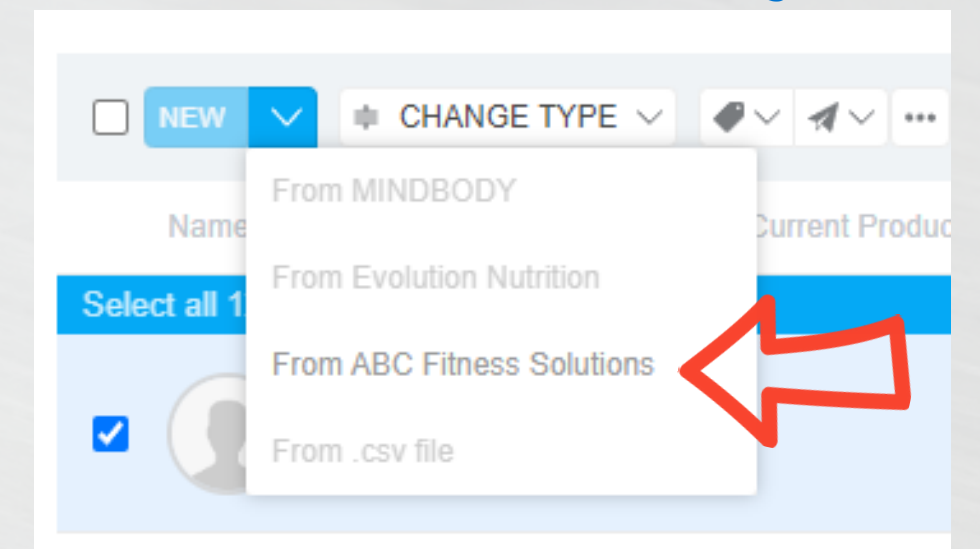 NEW CHANGE TYPE
From MINDBODY
Name Current Produc
From Evolution Nutrition
Select all 1
From ABC Fitness Solutions
From .csv file